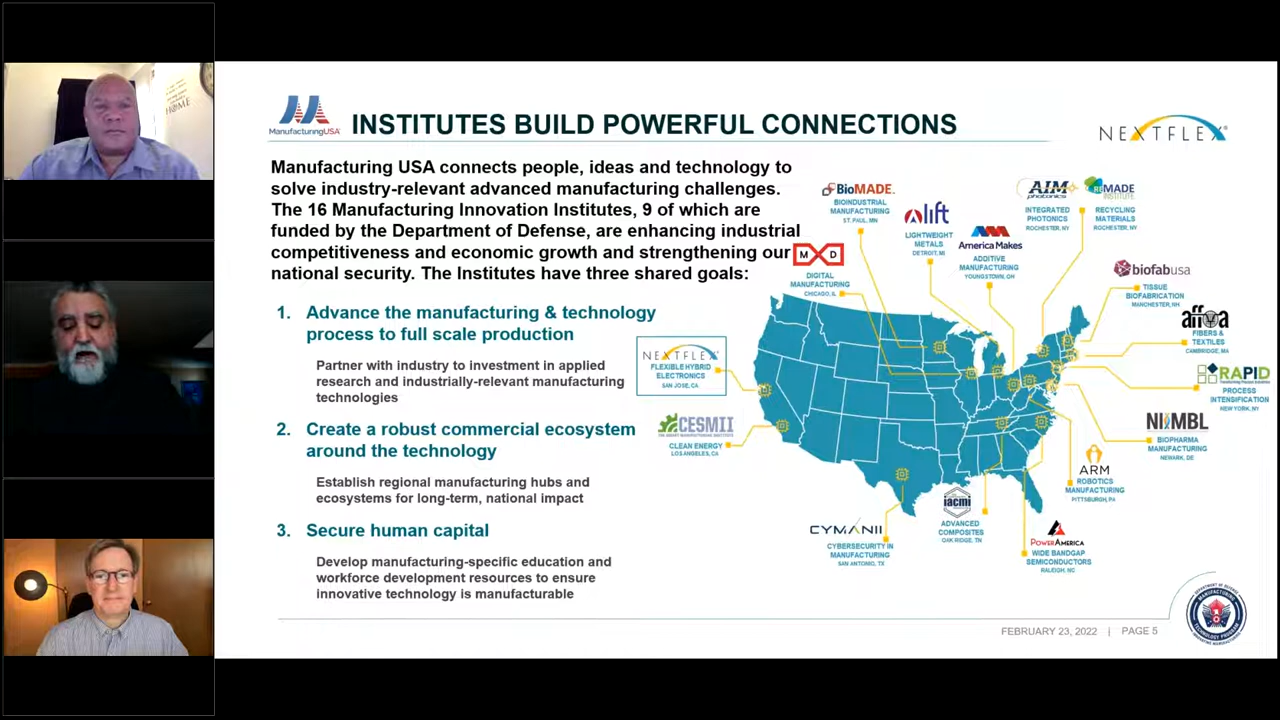 HOME
ManufacturingUSA
INSTITUTES BUILD POWERFUL CONNECTIONS
NEXTFLEX
Manufacturing USA connects people, ideas and technology to
solve industry-relevant advanced manufacturing challenges.
The 16 Manufacturing Innovation Institutes, 9 of which are
funded by the Department of Defense, are enhancing industrial
competitiveness and economic growth and strengthening our
national security. The Institutes have three shared goals:
1. Advance the manufacturing & technology
process to full scale production
Partner with industry to investment in applied
research and industrially-relevant manufacturing
technologies
2. Create a robust commercial ecosystem
around the technology
Establish regional manufacturing hubs and
ecosystems for long-term, national impact
3. Secure human capital
Develop manufacturing-specific education and
workforce development resources to ensure
innovative technology is manufacturable
BioMADE
BIOINDUSTRIAL
MANUFACTURING
ST. PAUL, MN
lift
LIGHTWEIGHT
METALS
DETROIT, MI
America Makes
ADDITIVE
MANUFACTURING
YOUNGSTOWN, OH
AIM
photonics
INTEGRATED
PHOTONICS
ROCHESTER, NY
REMADE
INSTITUTE
RECYCLING
MATERIALS
ROCHESTER, NY
M D
DIGITAL
MANUFACTURING
CHICAGO, IL
biofabusa
TISSUE
BIOFABRICATION
MANCHESTER, NH
affoa
FIBERS &
TEXTILES
CAMBRIDGE, MA
NEXTFLEX
FLEXIBLE HYBRID
ELECTRONICS
SAN JOSE, CA
RAPID
PROCESS
INTENSIFICATION
NEW YORK, NY
CESMII
CLEAN ENERGY
LOS ANGELES, CA
NIIMBL
BIOPHARMA
MANUFACTURING
NEWARK, DE
ARM
ROBOTICS
MANUFACTURING
PITTSBURGH, PA
iacmi
ADVANCED
COMPOSITES
OAK RIDGE, TN
CYMANII
CYBERSECURITY IN
MANUFACTURING
SAN ANTONIO, TX
POWERAMERICA
WIDE BANDGAP
SEMICONDUCTORS
RALEIGH, NC
FEBRUARY 23, 2022 | PAGE 5